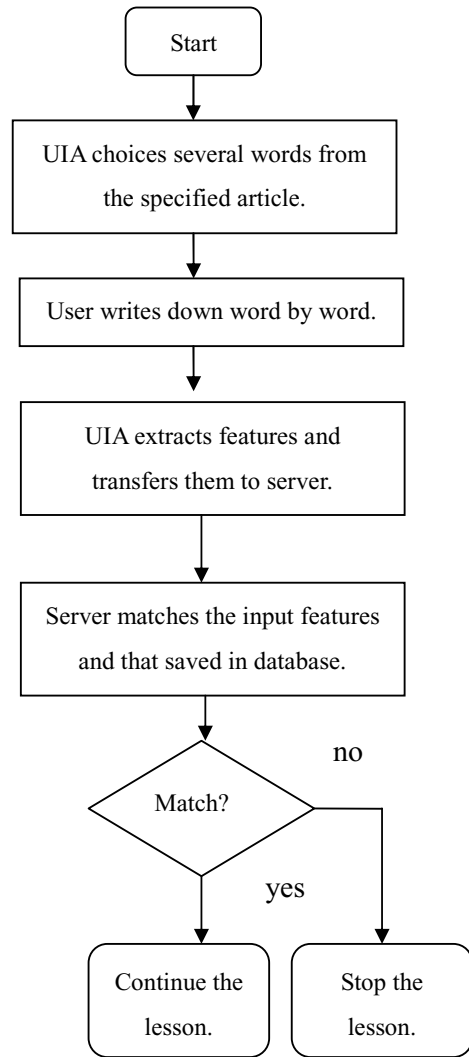 Start
UIA choices several words from
the specified article.
User writes down word by word.
UIA extracts features and
transfers them to server.
Server matches the input features
and that saved in database.
no
Match?
yes
Continue the
lesson.
Stop the
lesson.